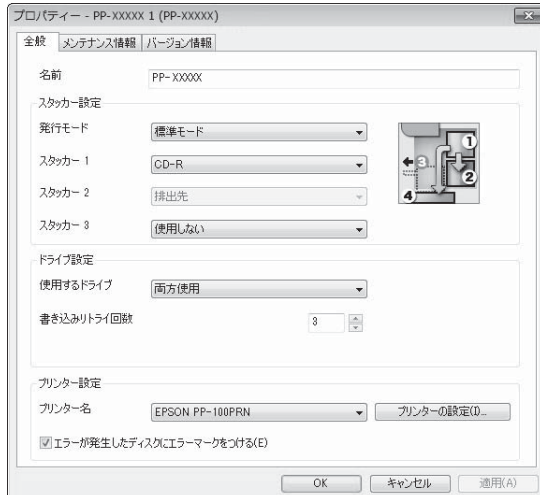 プロパティー - PP-XXXXX 1 (PP-XXXXX)
全般 メンテナンス情報 バージョン情報
名前 PP-XXXXX
スタッカー設定
発行モード 標準モード
スタッカー 1 CD-R
スタッカー 2 排出先
スタッカー 3 使用しない
1
3
2
4
ドライブ設定
使用するドライブ 両方使用
書き込みリトライ回数 3
プリンター設定
プリンター名 EPSON PP-100PRN プリンターの設定(I)...
エラーが発生したディスクにエラーマークをつける(E)
OK キャンセル 適用(A)